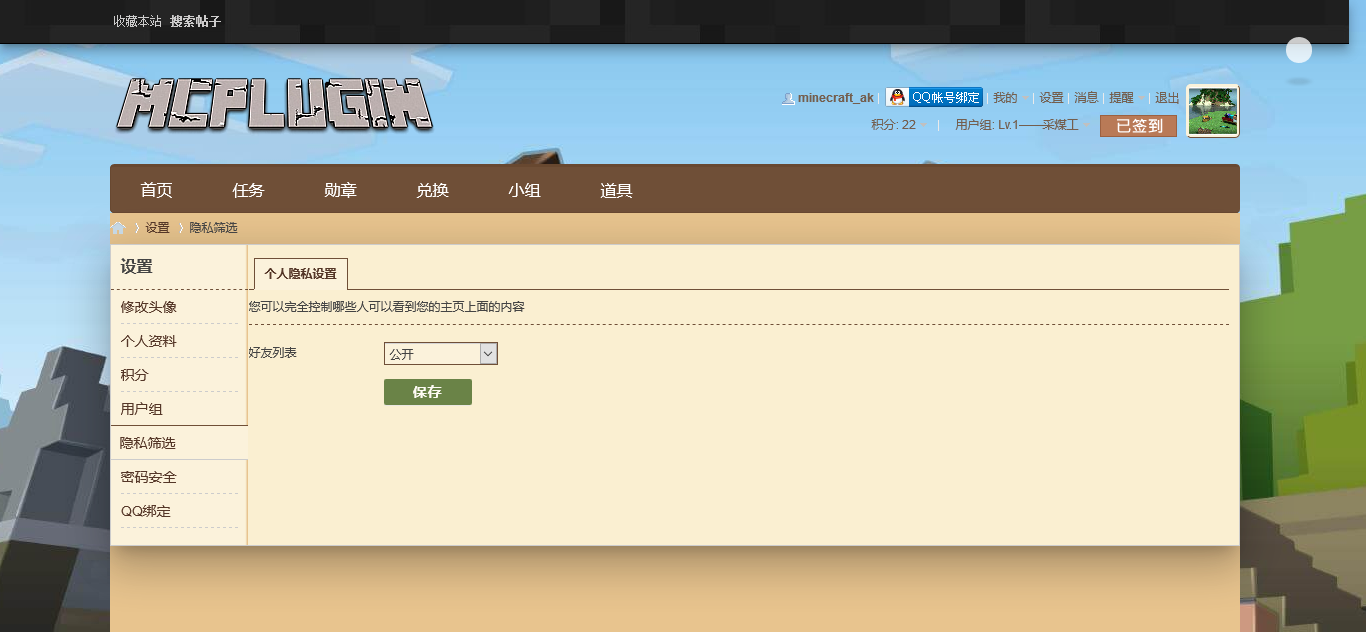 收藏本站 搜索帖子
MCPLUGIN
minecraft_ak | QQ帐号绑定 | 我的 | 设置 | 消息 | 提醒 | 退出
积分: 22 | 用户组: Lv.1——采煤工 已签到
首页 任务 勋章 兑换 小组 道具
设置 〉 隐私筛选
设置
个人隐私设置
修改头像
您可以完全控制哪些人可以看到您的主页上面的内容
个人资料
好友列表 公开
积分
保存
用户组
隐私筛选
密码安全
QQ绑定